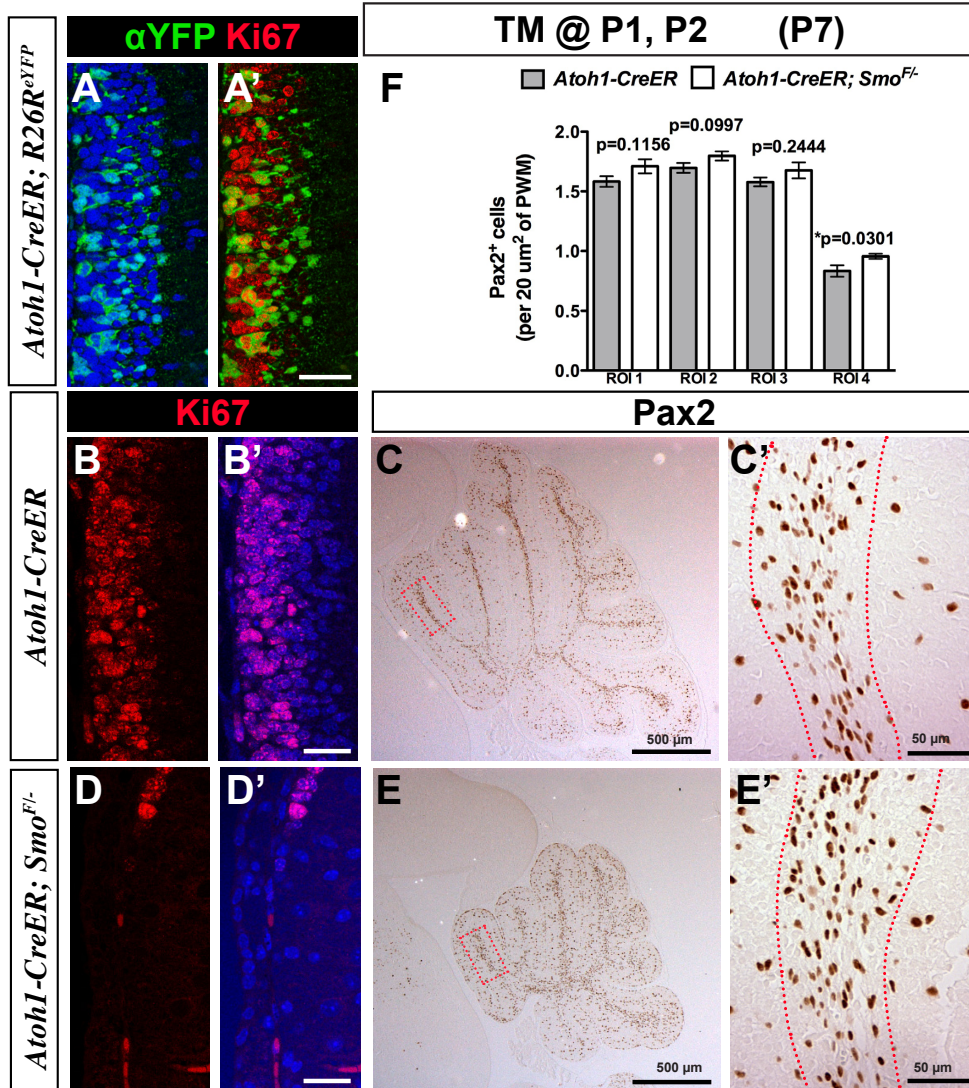 αYFP Ki67
TM @ P1, P2 (P7)
Atoh1-CreER; R26R^eYFP
A
A'
F
Atoh1-CreER
Atoh1-CreER; Smo^F/-
2.0
1.5
1.0
0.5
0.0
Pax2+ cells
(per 20 um² of PWM)
p=0.1156
p=0.0997
p=0.2444
*p=0.0301
ROI 1
ROI 2
ROI 3
ROI 4
Ki67
Pax2
Atoh1-CreER
B
B'
C
500 µm
C'
50 µm
Atoh1-CreER; Smo^F/-
D
D'
E
500 µm
E'
50 µm